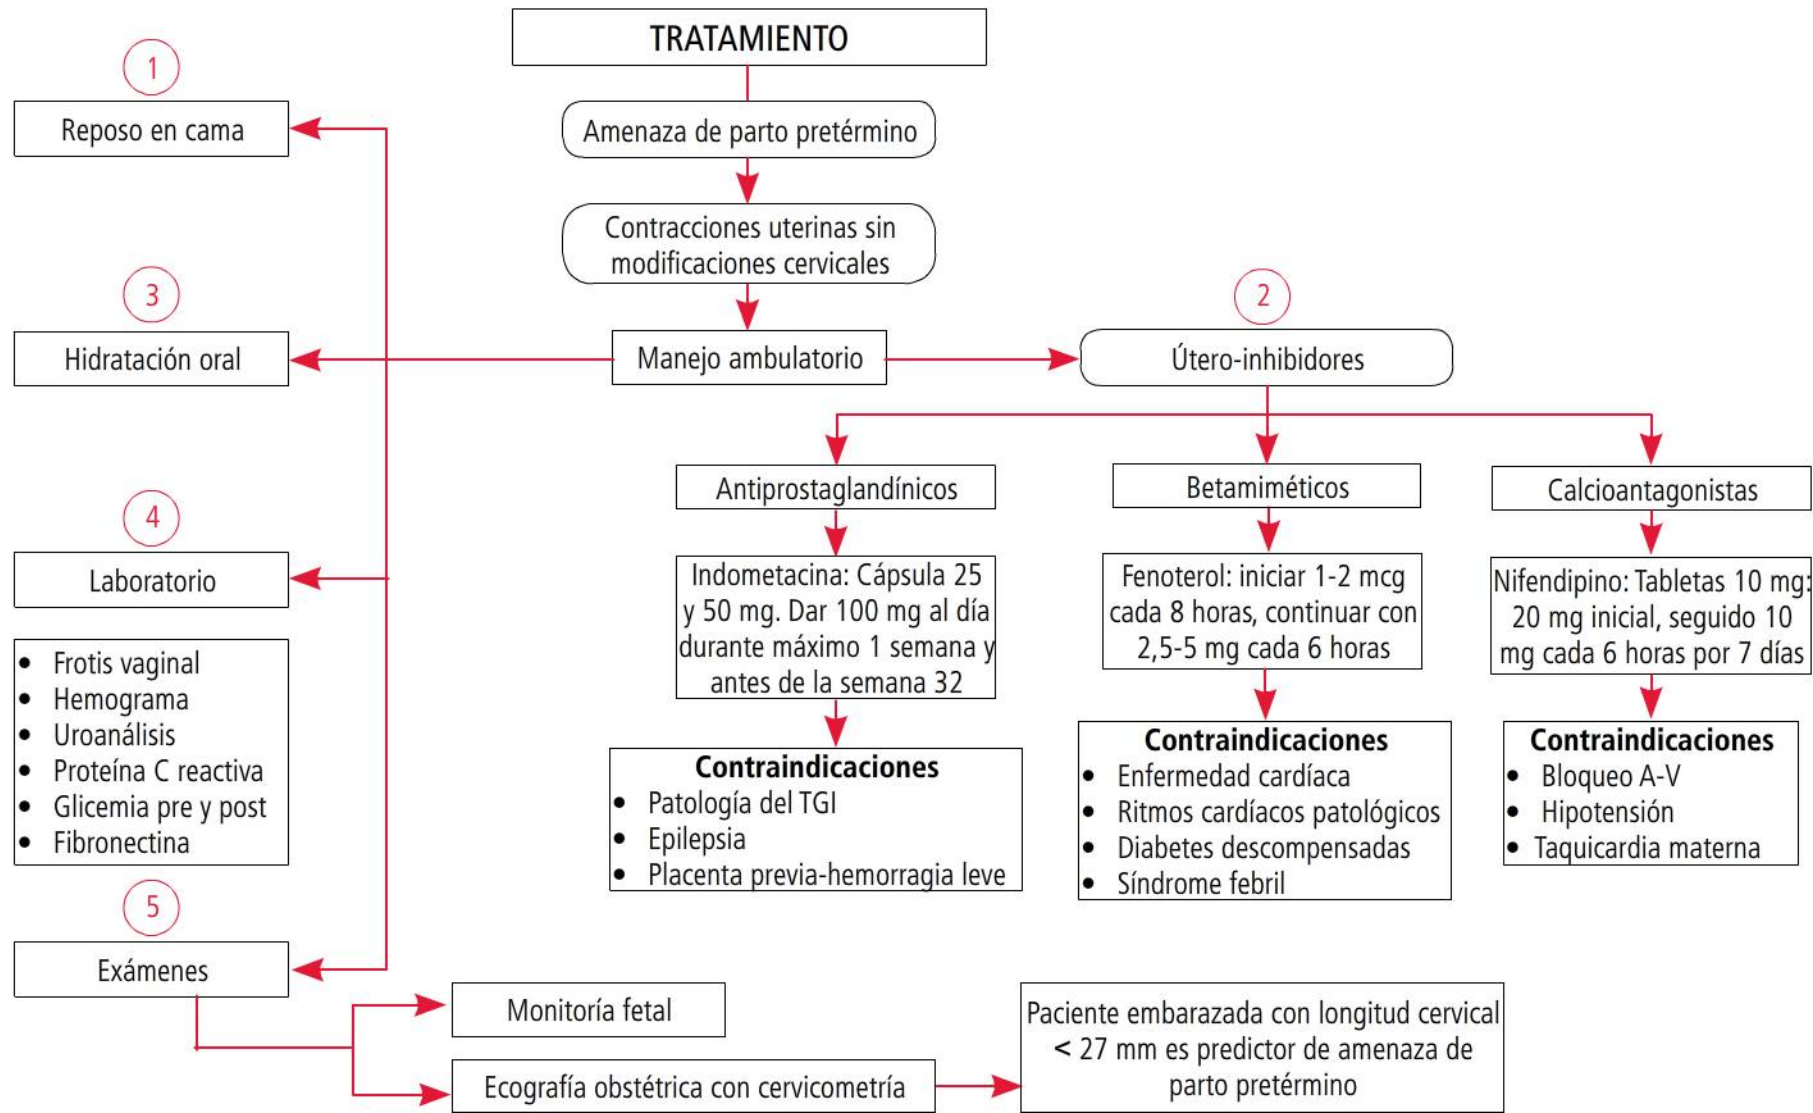 TRATAMIENTO
Amenaza de parto pretérmino
Contracciones uterinas sin
modificaciones cervicales
Manejo ambulatorio
1
Reposo en cama
3
Hidratación oral
4
Laboratorio
• Frotis vaginal
• Hemograma
• Uroanálisis
• Proteína C reactiva
• Glicemia pre y post
• Fibronectina
5
Exámenes
Monitoría fetal
Ecografía obstétrica con cervicometría
Paciente embarazada con longitud cervical
< 27 mm es predictor de amenaza de
parto pretérmino
2
Útero-inhibidores
Antiprostaglandínicos
Indometacina: Cápsula 25
y 50 mg. Dar 100 mg al día
durante máximo 1 semana y
antes de la semana 32
Contraindicaciones
• Patología del TGI
• Epilepsia
• Placenta previa-hemorragia leve
Betamiméticos
Fenoterol: iniciar 1-2 mcg
cada 8 horas, continuar con
2,5-5 mg cada 6 horas
Contraindicaciones
• Enfermedad cardíaca
• Ritmos cardíacos patológicos
• Diabetes descompensadas
• Síndrome febril
Calcioantagonistas
Nifendipino: Tabletas 10 mg:
20 mg inicial, seguido 10
mg cada 6 horas por 7 días
Contraindicaciones
• Bloqueo A-V
• Hipotensión
• Taquicardia materna